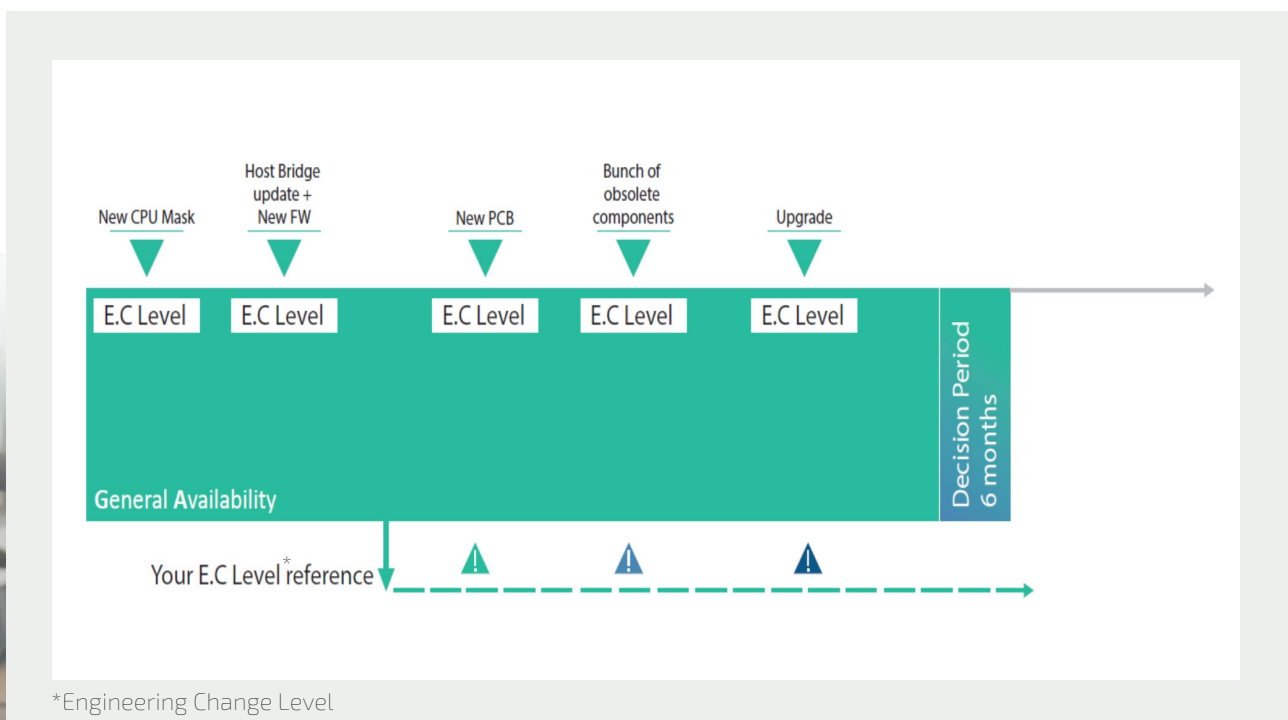 New CPU Mask
Host Bridge
update +
New FW
New PCB
Bunch of
obsolete
components
Upgrade
E.C Level
E.C Level
E.C Level
E.C Level
E.C Level
Decision Period
6 months
General Availability
Your E.C Level* reference
!
!
!
*Engineering Change Level